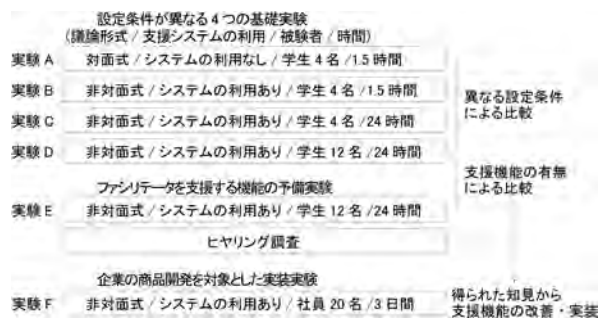 設定条件が異なる4つの基礎実験
(議論形式 / 支援システムの利用 / 被験者 / 時間)
実験A 対面式 / システムの利用なし / 学生4名 /1.5時間
実験B 非対面式 / システムの利用あり / 学生4名 /1.5時間
実験C 非対面式 / システムの利用あり / 学生4名 /24時間
実験D 非対面式 / システムの利用あり / 学生12名 /24時間
異なる設定条件
による比較
ファシリテータを支援する機能の予備実験
実験E 非対面式 / システムの利用あり / 学生12名 /24時間
支援機能の有無
による比較
ヒヤリング調査
企業の商品開発を対象とした実装実験
実験F 非対面式 / システムの利用あり / 社員20名 /3日間
得られた知見から
支援機能の改善・実装